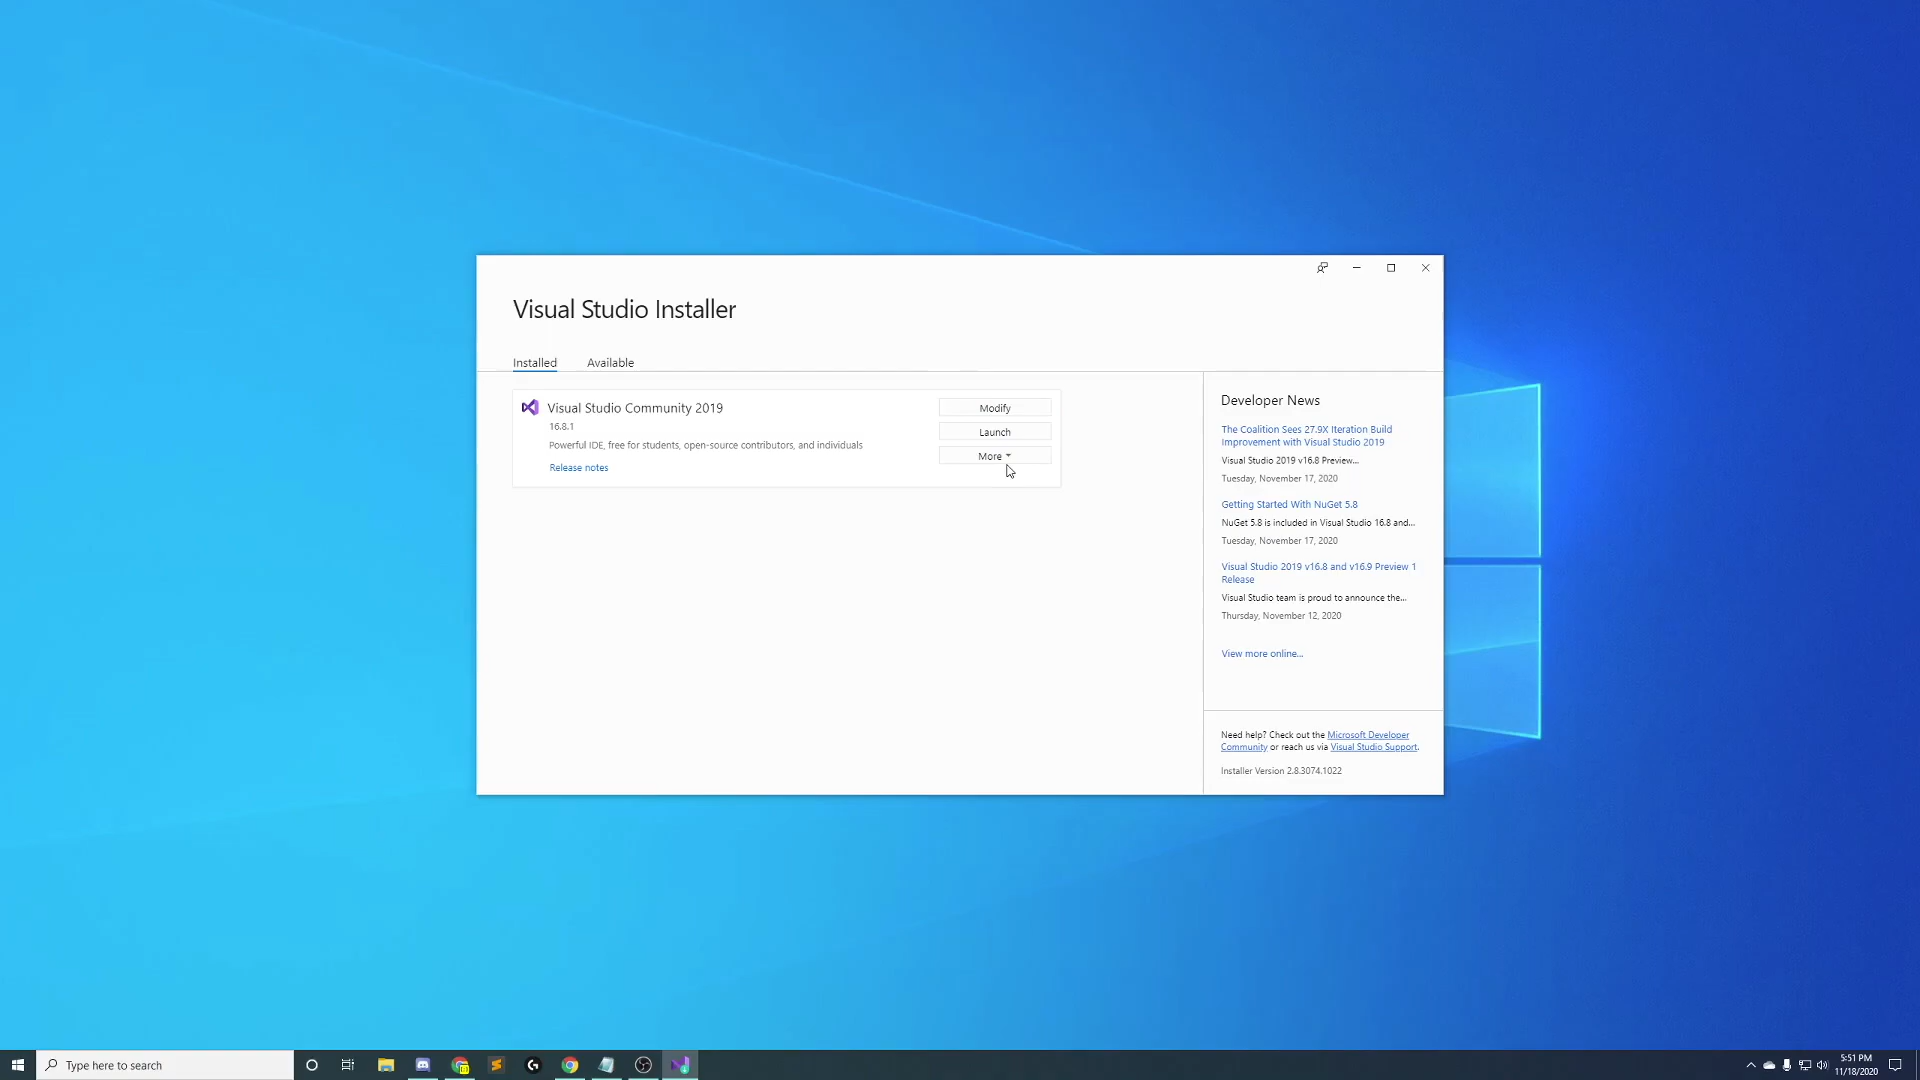 Visual Studio Installer
Installed
Available
Visual Studio Community 2019
16.8.1
Powerful IDE, free for students, open-source contributors, and individuals
Release notes
Modify
Launch
More
Developer News
The Coalition Sees 27.9X Iteration Build
Improvement with Visual Studio 2019
Visual Studio 2019 v16.8 Preview...
Tuesday, November 17, 2020
Getting Started With NuGet 5.8
NuGet 5.8 is included in Visual Studio 16.8 and...
Tuesday, November 17, 2020
Visual Studio 2019 v16.8 and v16.9 Preview 1
Release
Visual Studio team is proud to announce the...
Thursday, November 12, 2020
View more online...
Need help? Check out the Microsoft Developer
Community or reach us via Visual Studio Support.
Installer Version 2.8.3074.1022
Type here to search
5:51 PM
11/18/2020